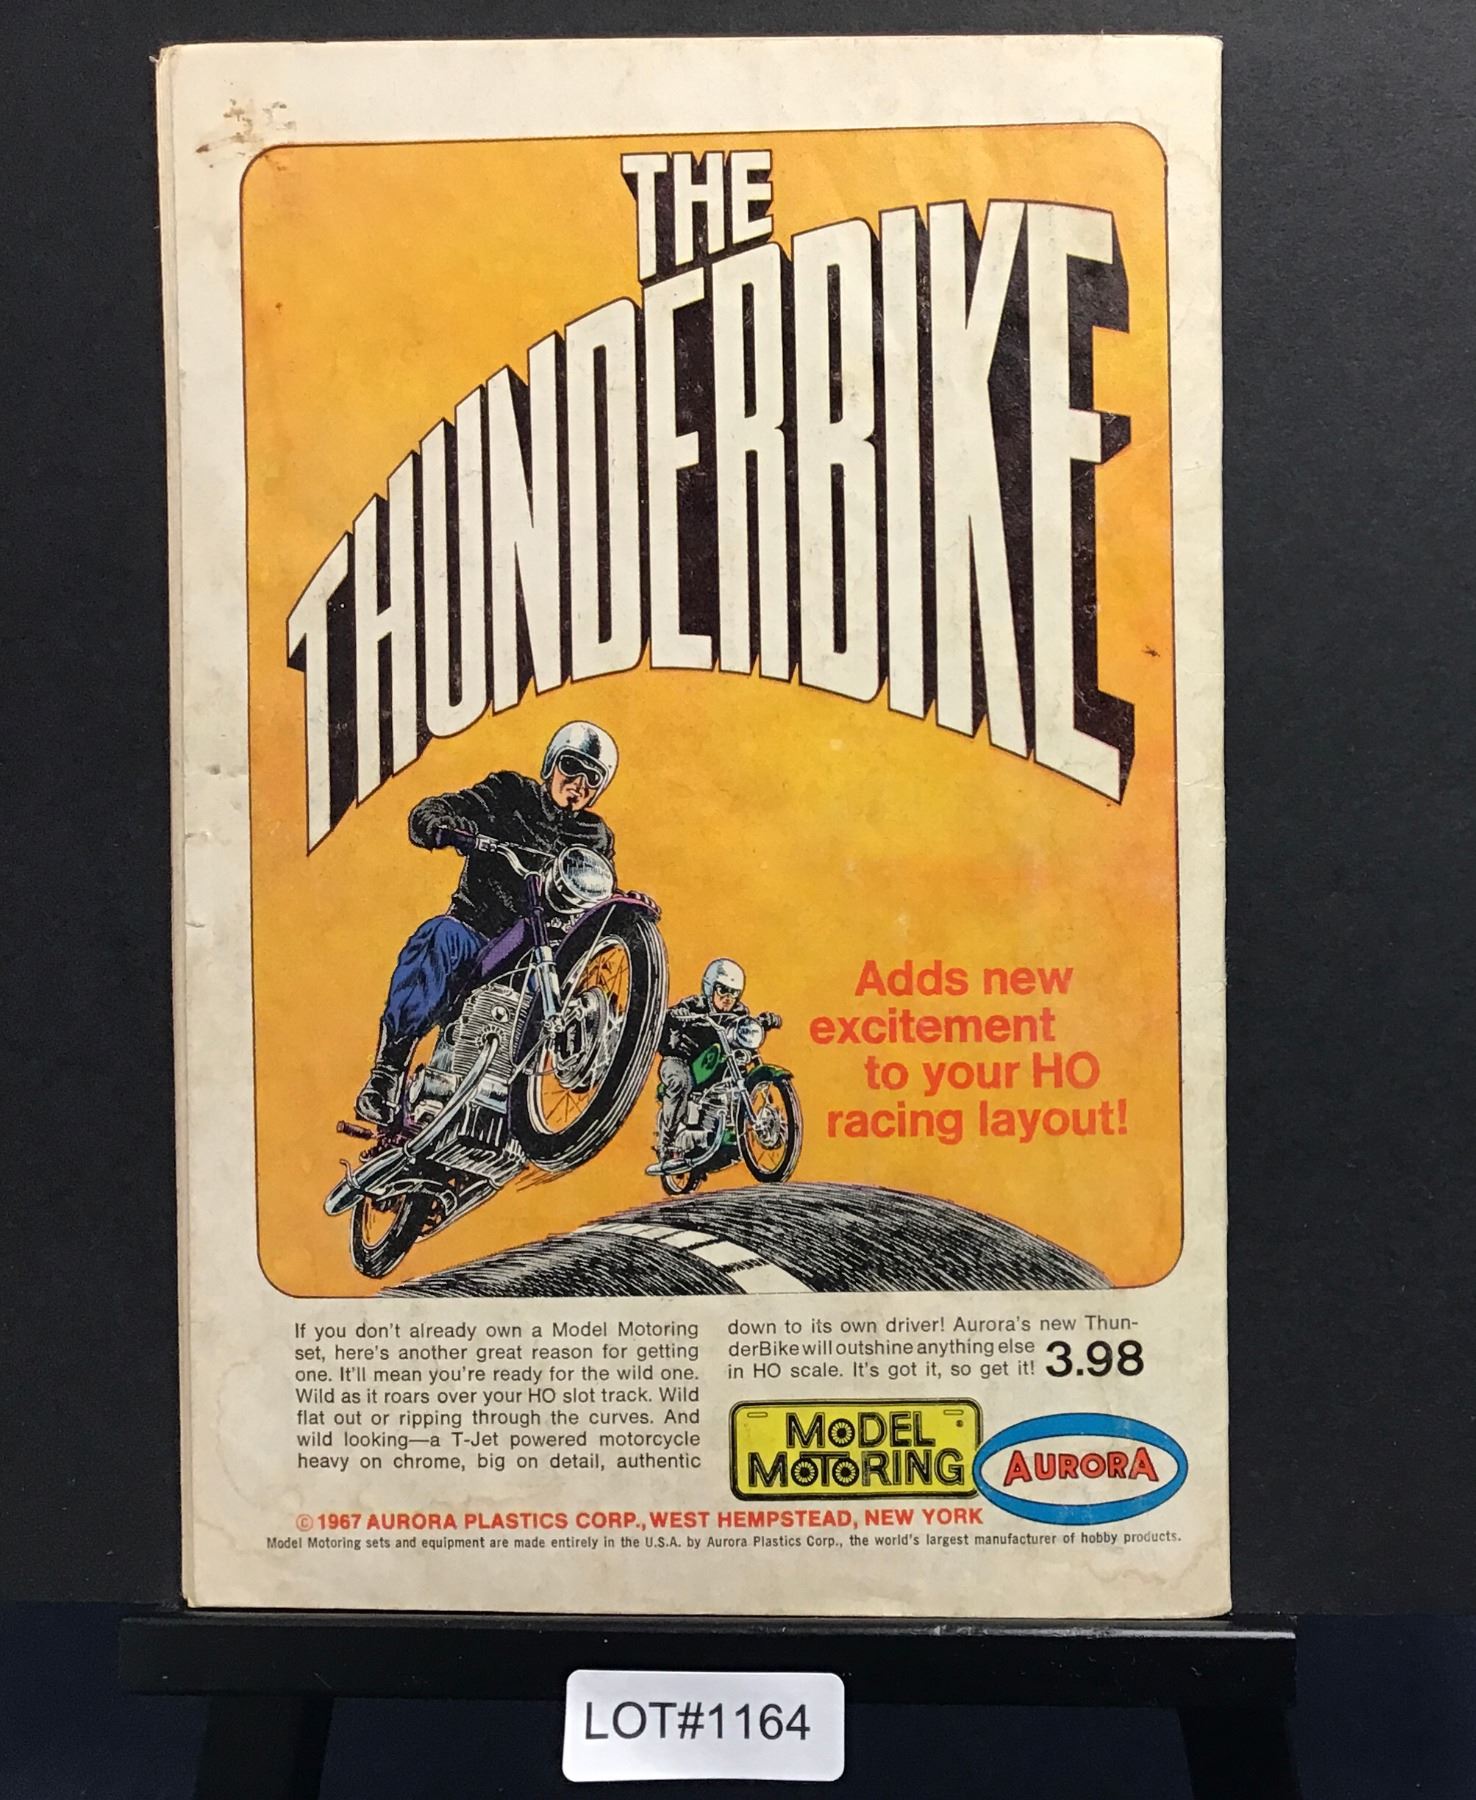 THE
THUNDERBIKE
Adds new
excitement
to your HO
racing layout!
If you don't already own a Model Motoring
set, here's another great reason for getting
one. It'll mean you're ready for the wild one.
Wild as it roars over your HO slot track. Wild
flat out or ripping through the curves. And
wild looking—a T-Jet powered motorcycle
heavy on chrome, big on detail, authentic
down to its own driver! Aurora's new Thun-
derBike will outshine anything else
in HO scale. It's got it, so get it! 3.98
MODEL
MOTORING
AURORA
© 1967 AURORA PLASTICS CORP., WEST HEMPSTEAD, NEW YORK
Model Motoring sets and equipment are made entirely in the U.S.A. by Aurora Plastics Corp., the world's largest manufacturer of hobby products.
LOT#1164